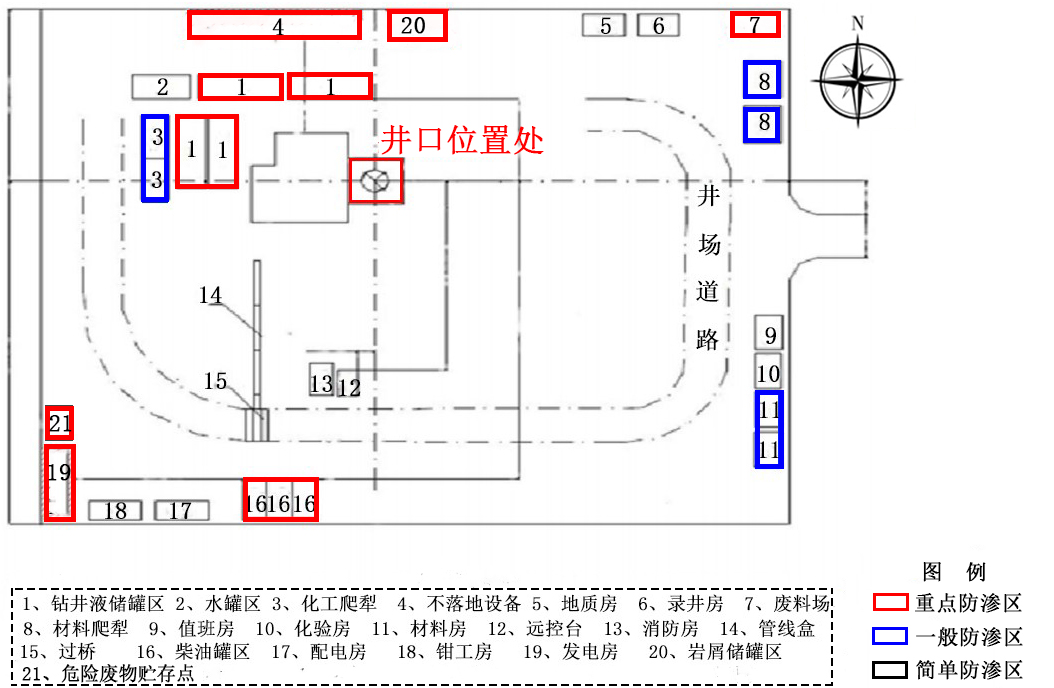 4
20
5
6
7
N
2
1
1
8
8
3
1
1
3
井口位置处
井
场
道
路
14
9
15
13
12
10
11
21
11
19
16 16 16
18
17
图 例
1、钻井液储罐区 2、水罐区 3、化工爬犁 4、不落地设备 5、地质房 6、录井房 7、废料场
重点防渗区
8、材料爬犁 9、值班房 10、化验房 11、材料房 12、远控台 13、消防房 14、管线盒
一般防渗区
15、过桥 16、柴油罐区 17、配电房 18、钳工房 19、发电房 20、岩屑储罐区
21、危险废物贮存点
简单防渗区